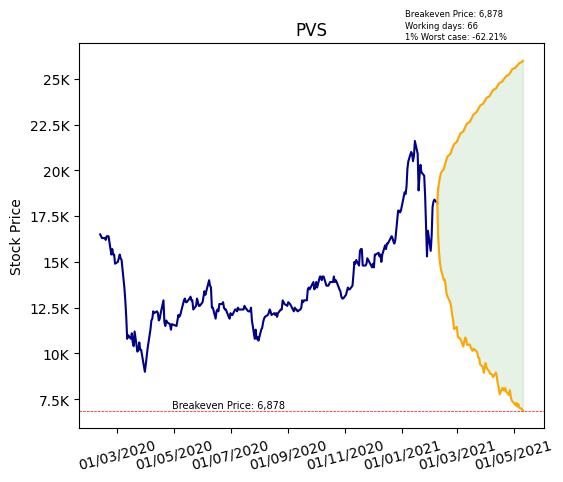 Breakeven Price: 6,878
Working days: 66
1% Worst case: -62.21%
PVS
Stock Price
25K
22.5K
20K
17.5K
15K
12.5K
10K
7.5K
Breakeven Price: 6,878
01/03/2020 01/05/2020 01/07/2020 01/09/2020 01/11/2020 01/01/2021 01/03/2021 01/05/2021